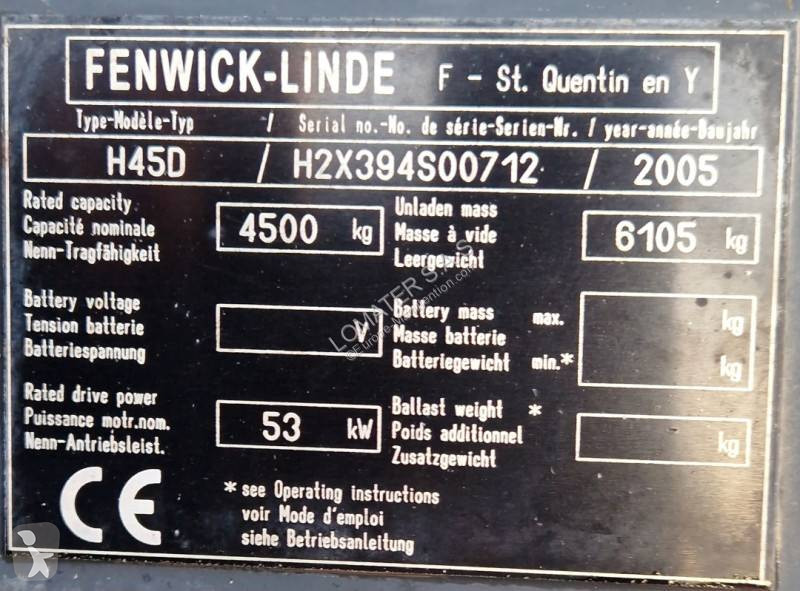 FENWICK-LINDE F - St. Quentin en Y
Type-Modèle-Typ / Serial no.-No. de série-Serien-Nr. / year-année-Baujahr
H45D / H2X394S00712 / 2005
Rated capacity
Capacité nominale
Nenn-Tragfähigkeit
4500 kg
Unladen mass
Masse à vide
Leergewicht
6105 kg
Battery voltage
Tension batterie
Batteriespannung
V
Battery mass max. kg
Masse batterie
Batteriegewicht min.* kg
Rated drive power
Puissance motr.nom.
Nenn-Antriebsleist.
53 kW
Ballast weight *
Poids additionnel
Zusatzgewicht
kg
CE
* see Operating instructions
voir Mode d'emploi
siehe Betriebsanleitung
LOMATER S.A.S